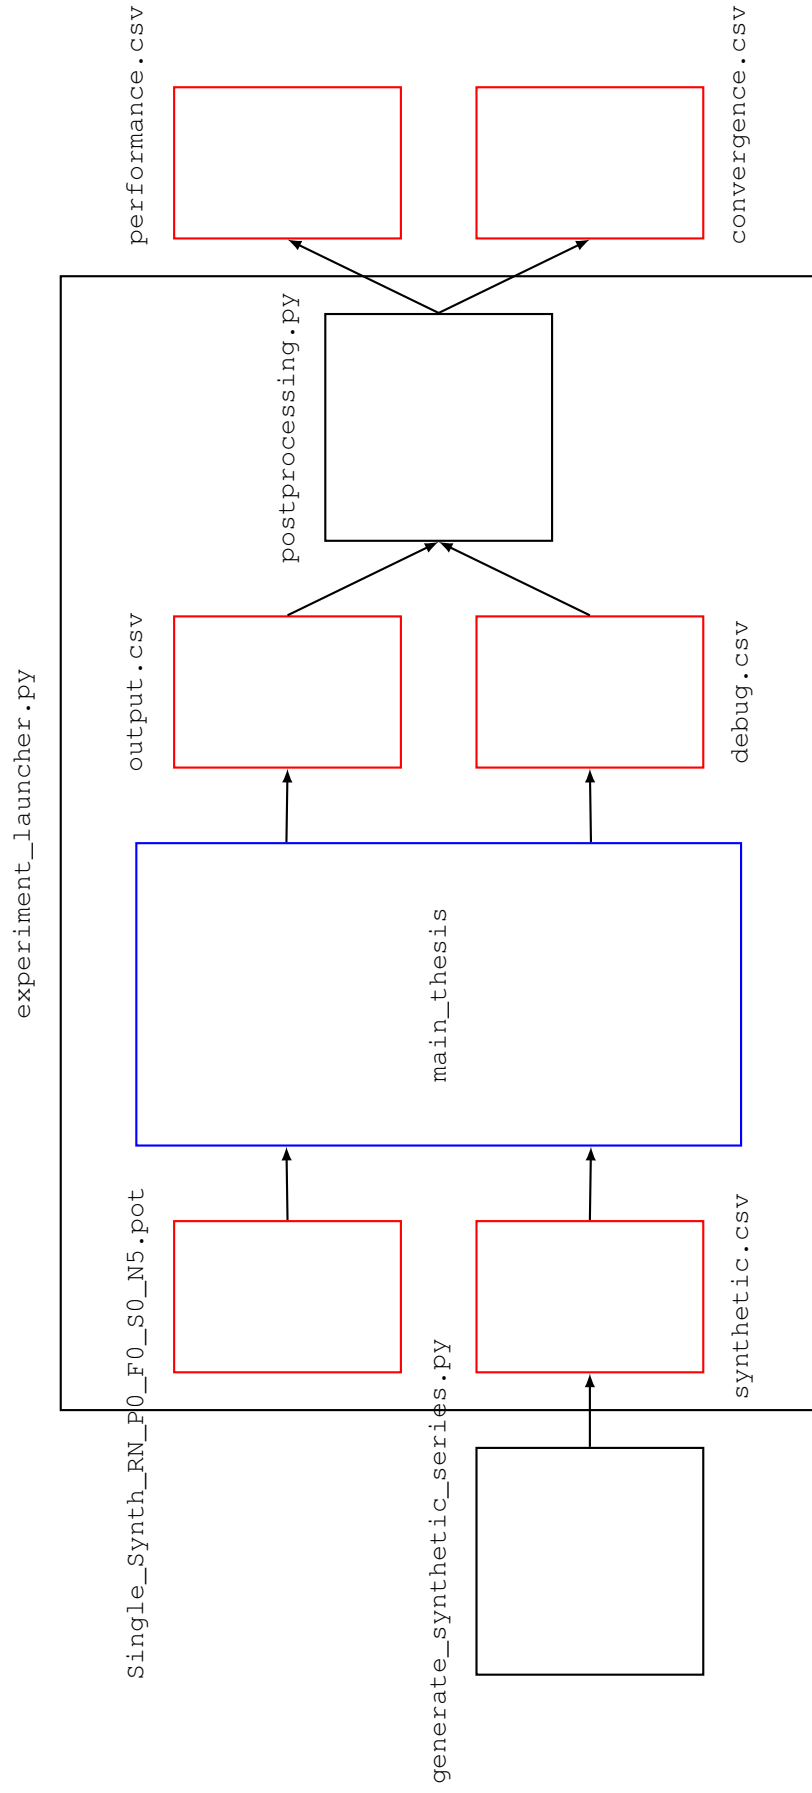 experiment_launcher.py
Single_Synth_RN_P0_F0_S0_N5.pot
output.csv
performance.csv
postprocessing.py
generate_synthetic_series.py
main_thesis
synthetic.csv
debug.csv
convergence.csv